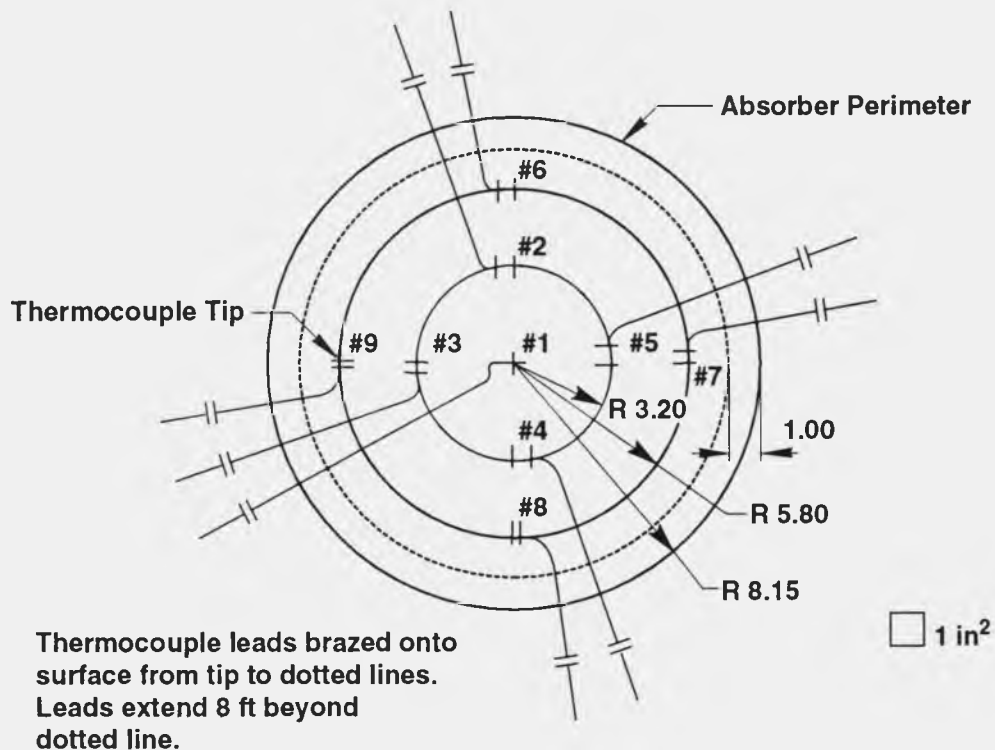 Absorber Perimeter
#6
#2
Thermocouple Tip
#9
#3
#1
#5
#7
R 3.20
#4
1.00
#8
R 5.80
R 8.15
1 in²
Thermocouple leads brazed onto
surface from tip to dotted lines.
Leads extend 8 ft beyond
dotted line.